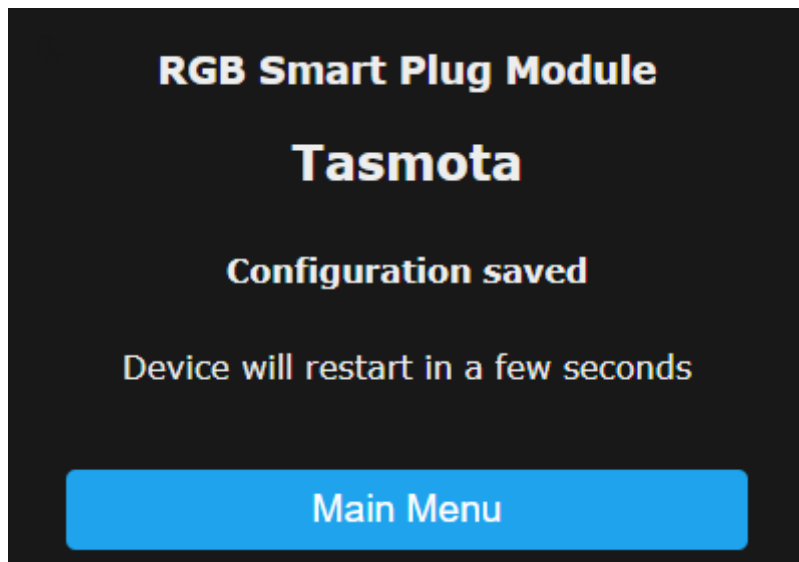 RGB Smart Plug Module
Tasmota
Configuration saved
Device will restart in a few seconds
Main Menu